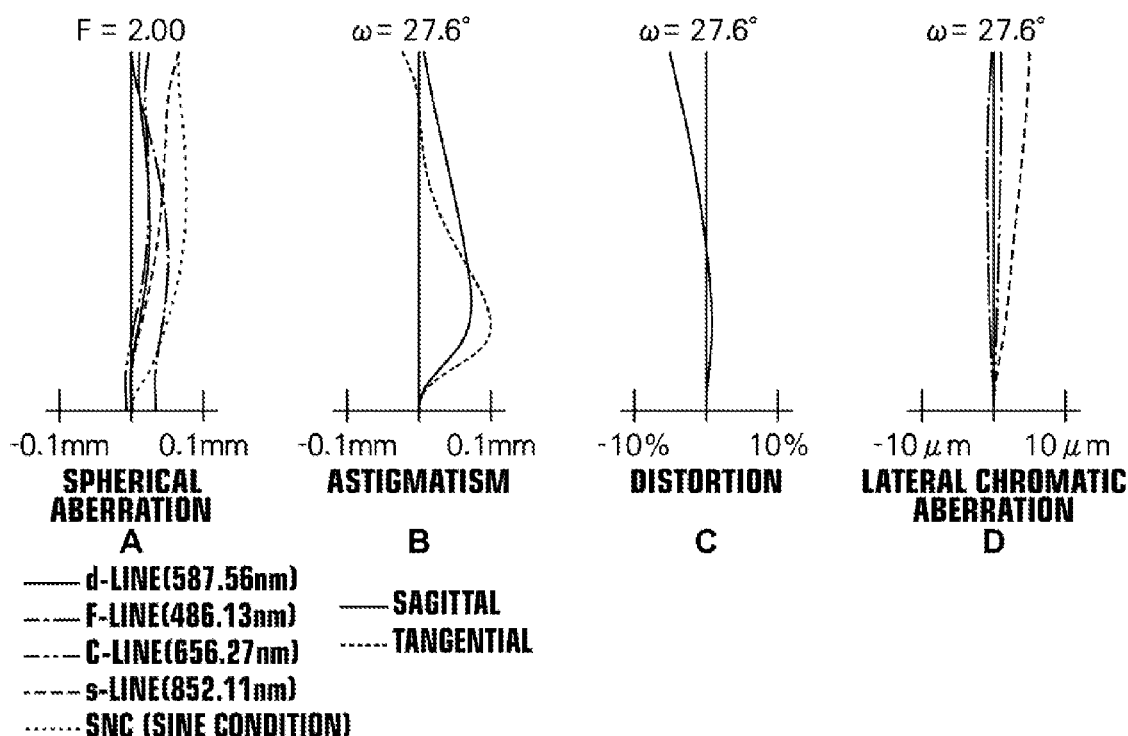 F = 2.00
ω = 27.6°
ω = 27.6°
ω = 27.6°
-0.1mm 0.1mm
-0.1mm 0.1mm
-10% 10%
-10 μm 10 μm
SPHERICAL
ABERRATION
ASTIGMATISM
DISTORTION
LATERAL CHROMATIC
ABERRATION
A
B
C
D
d-LINE(587.56nm)
F-LINE(486.13nm)
C-LINE(656.27nm)
s-LINE(852.11nm)
SNC (SINE CONDITION)
SAGITTAL
TANGENTIAL